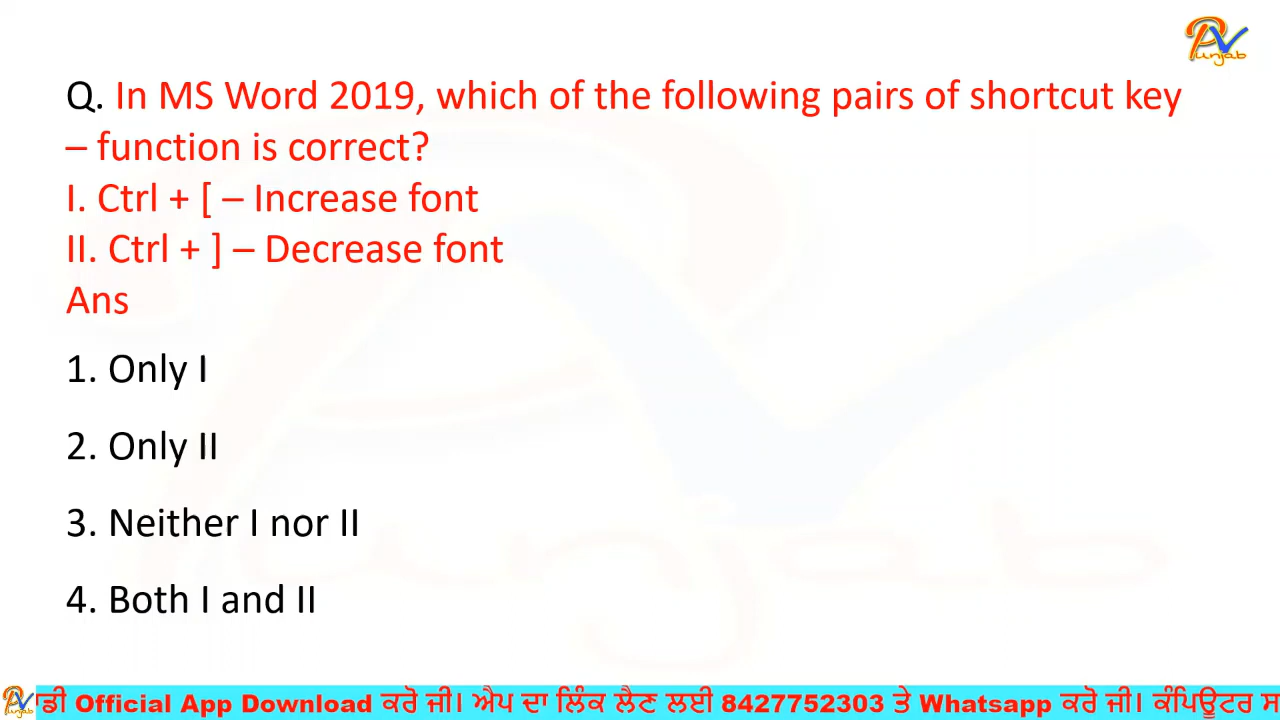 Punjab
Q. In MS Word 2019, which of the following pairs of shortcut key
– function is correct?
I. Ctrl + [ – Increase font
II. Ctrl + ] – Decrease font
Ans
1. Only I
2. Only II
3. Neither I nor II
4. Both I and II
Official App Download ਕਰੋ ਜੀ। ਐਪ ਦਾ ਲਿੰਕ ਲੈਣ ਲਈ 8427752303 ਤੇ Whatsapp ਕਰੋ ਜੀ। ਕੰਪਿਊਟਰ